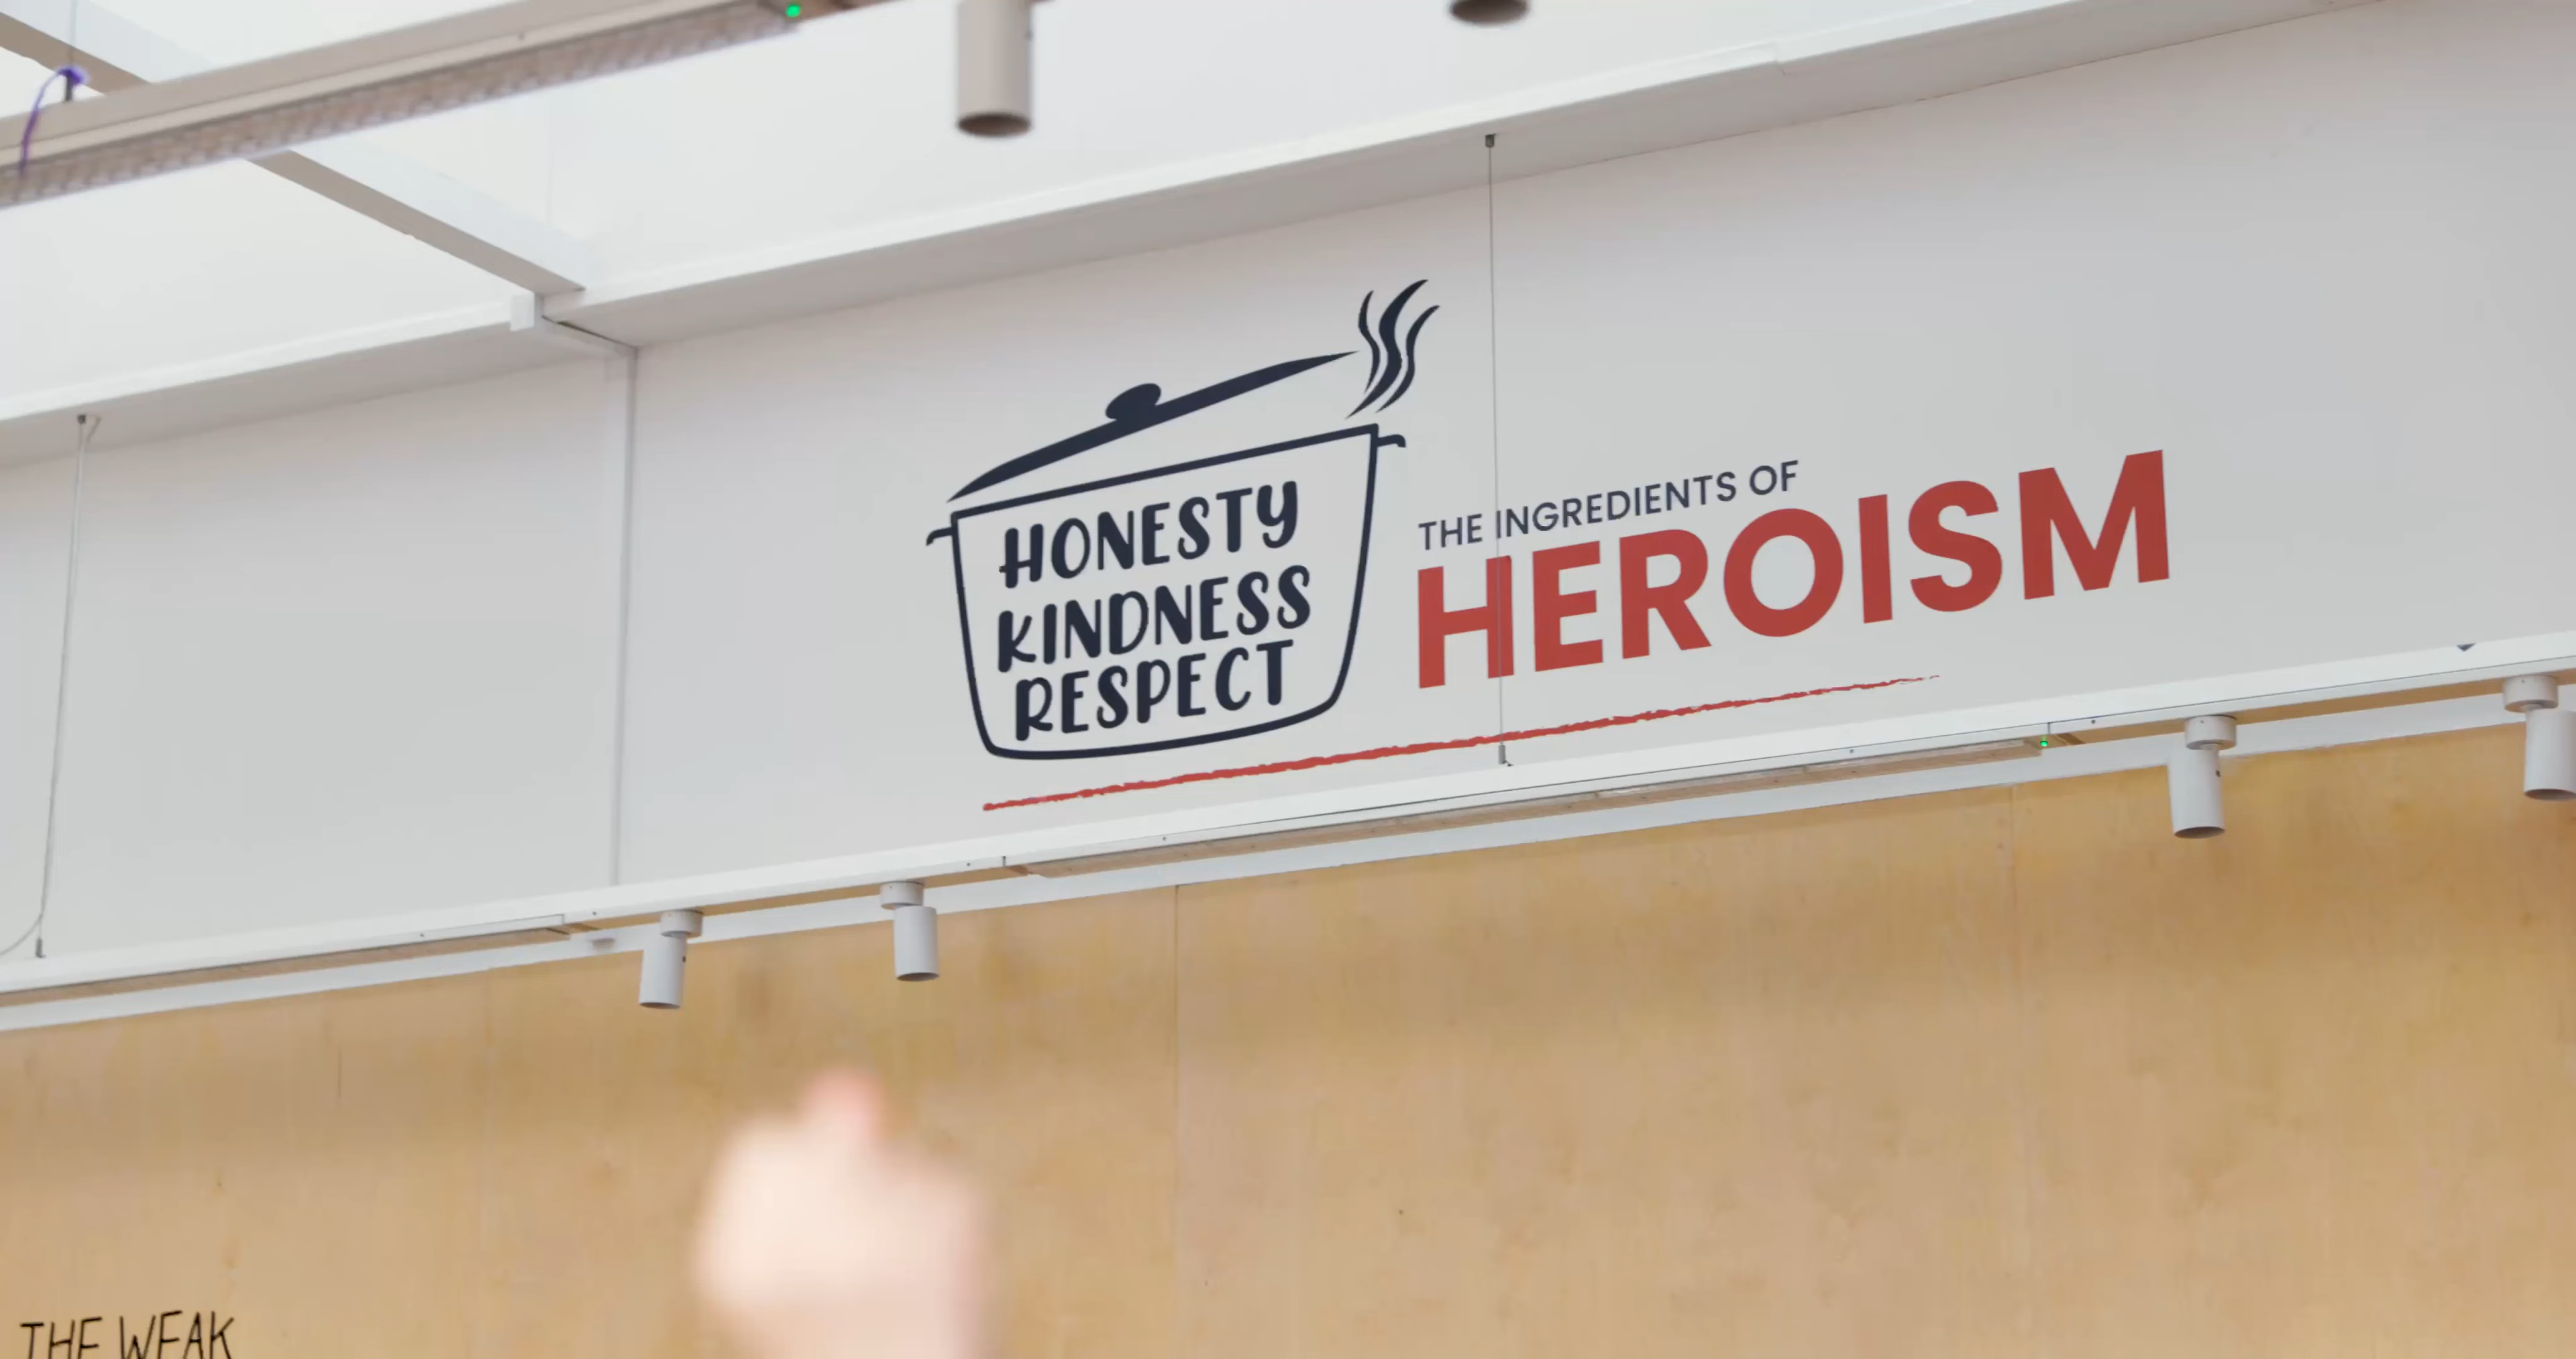 HONESTY
KINDNESS
RESPECT
THE INGREDIENTS OF
HEROISM
THE WEAK